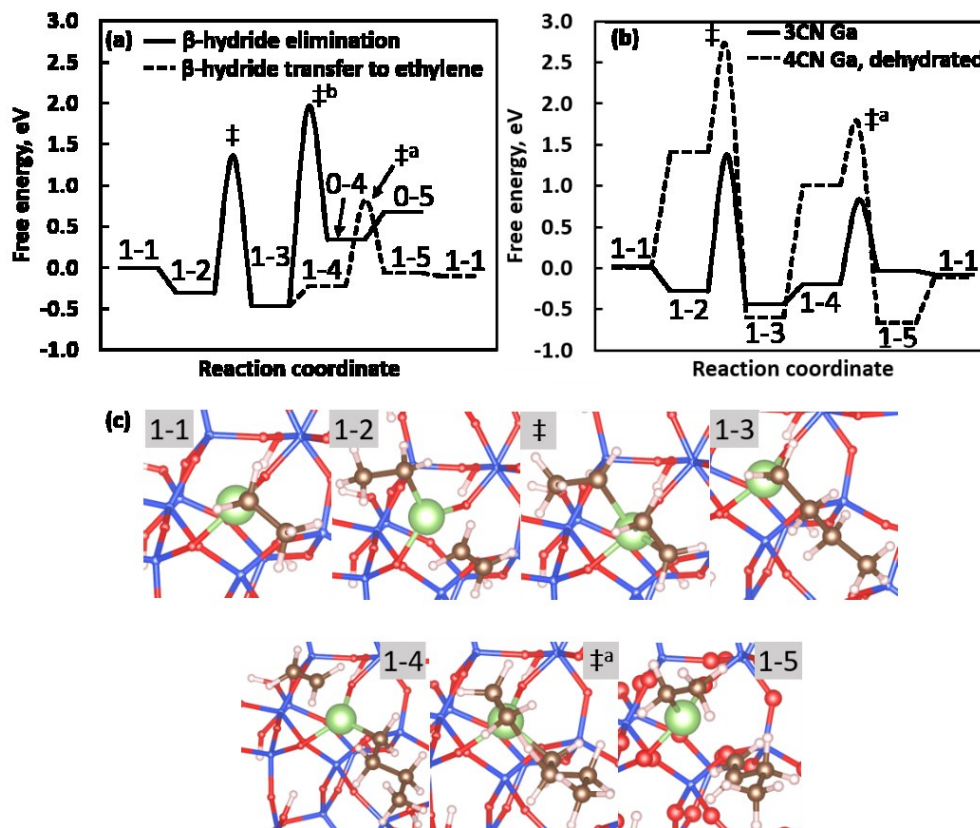 (a)
β-hydride elimination
β-hydride transfer to ethylene
Free energy, eV
3.0
2.5
2.0
1.5
1.0
0.5
0.0
-0.5
-1.0
1-1
1-2
‡
1-3
‡ᵇ
0-4
‡ᵃ
0-5
1-4
1-5
1-1
Reaction coordinate
(b)
3CN Ga
4CN Ga, dehydrated
Free energy, eV
3.0
2.5
2.0
1.5
1.0
0.5
0.0
-0.5
-1.0
1-1
1-2
‡
1-3
1-4
‡ᵃ
1-5
1-1
Reaction coordinate
(c)
1-1
1-2
‡
1-3
1-4
‡ᵃ
1-5